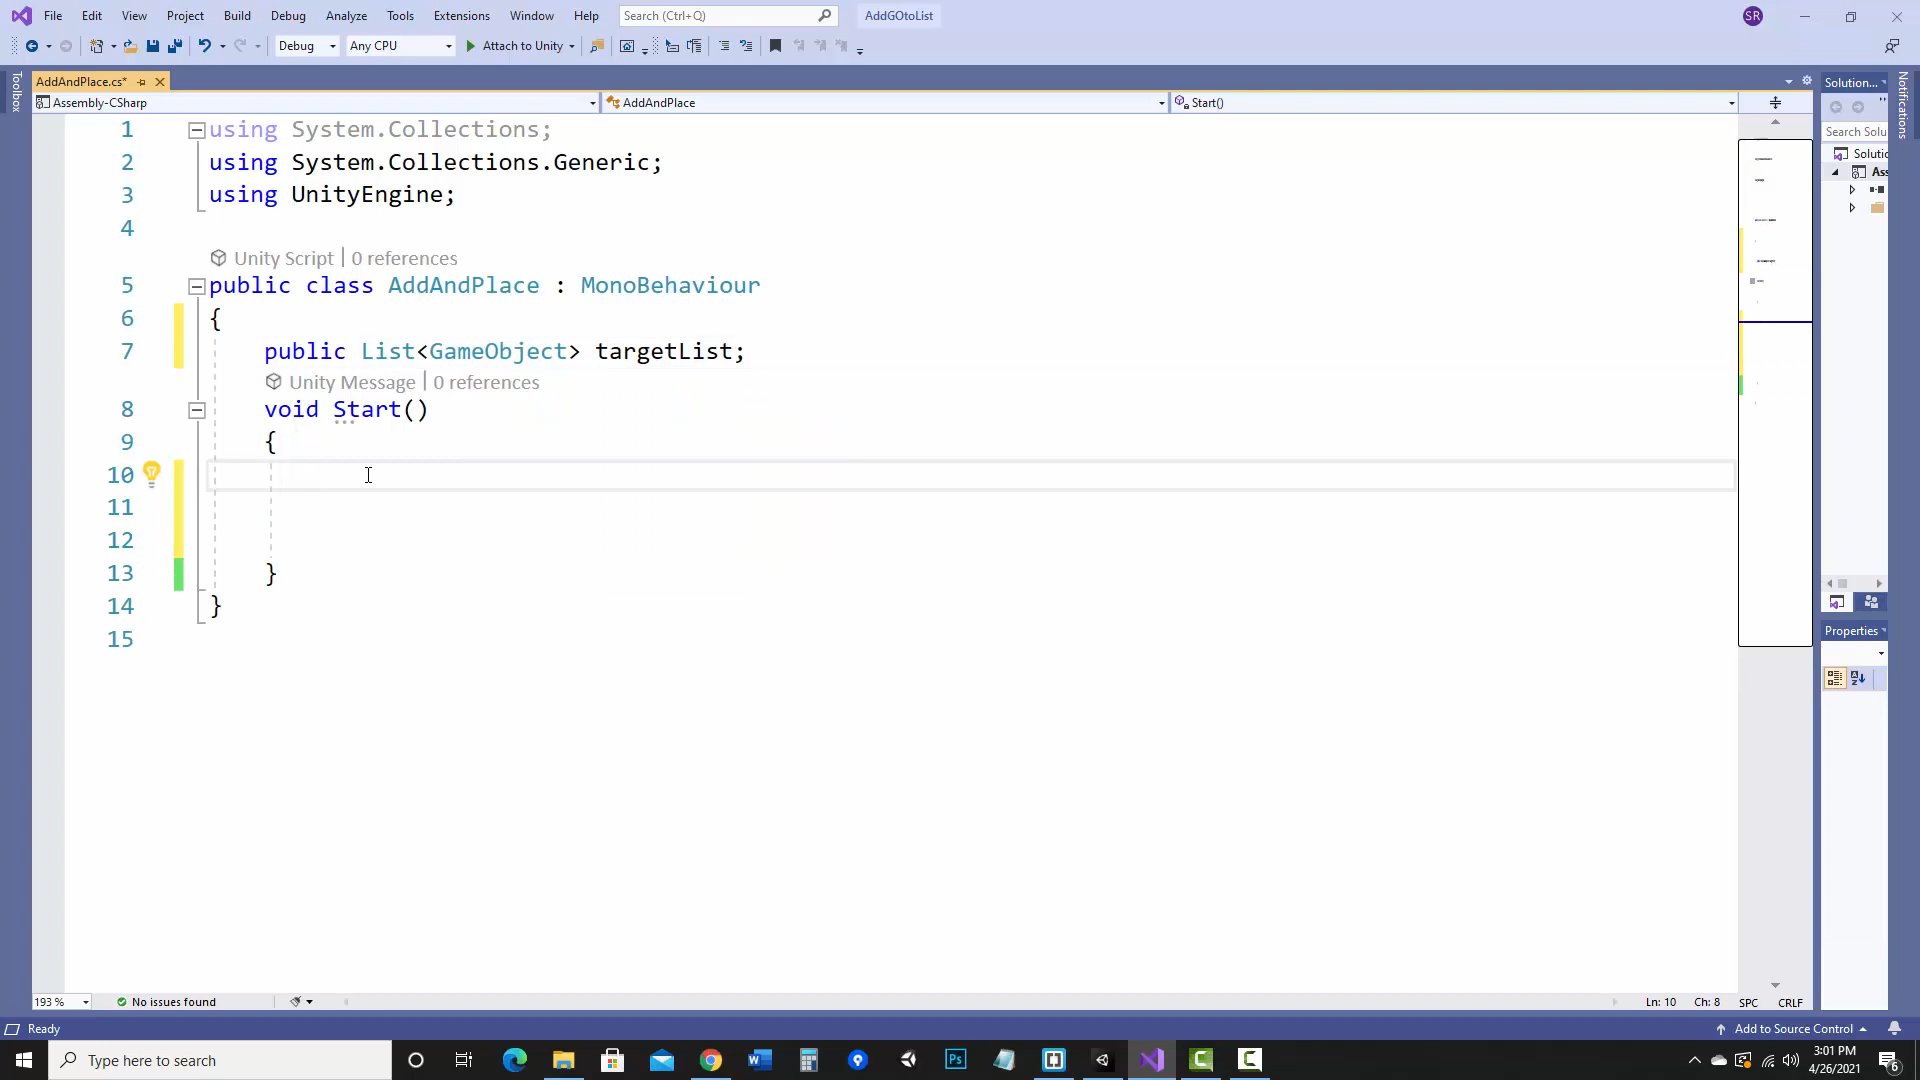 File Edit View Project Build Debug Analyze Tools Extensions Window Help Search (Ctrl+Q) AddGOtoList SR
Debug Any CPU Attach to Unity
Toolbox
AddAndPlace.cs*
Solution...
Notifications
Assembly-CSharp AddAndPlace Start()
Search Solu
Solutio
Ass
1 using System.Collections;
2 using System.Collections.Generic;
3 using UnityEngine;
4
Unity Script | 0 references
5 public class AddAndPlace : MonoBehaviour
6 {
7 public List<GameObject> targetList;
Unity Message | 0 references
8 void Start()
9 {
10
11
12
13 }
14 }
15
Properties
193 % No issues found Ln: 10 Ch: 8 SPC CRLF
Ready Add to Source Control
Type here to search
3:01 PM
4/26/2021
6